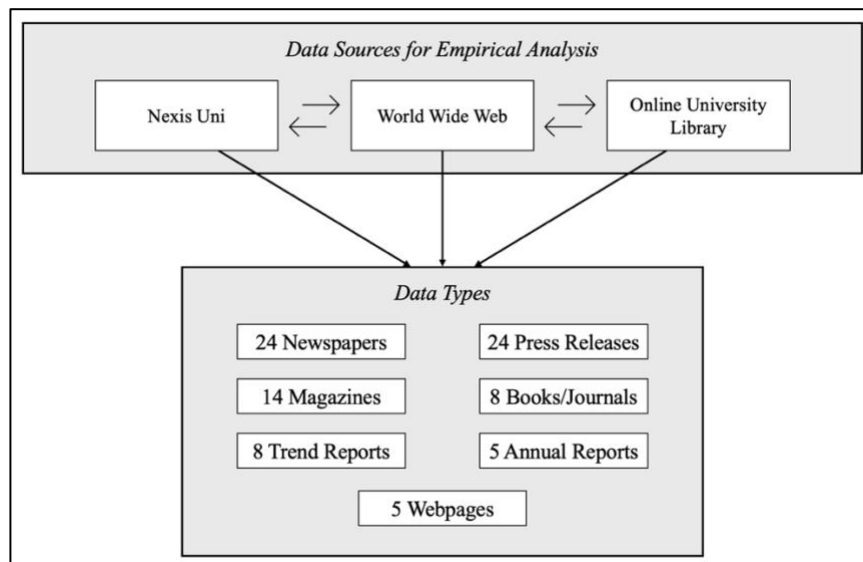 Data Sources for Empirical Analysis
Nexis Uni
World Wide Web
Online University
Library
Data Types
24 Newspapers
24 Press Releases
14 Magazines
8 Books/Journals
8 Trend Reports
5 Annual Reports
5 Webpages